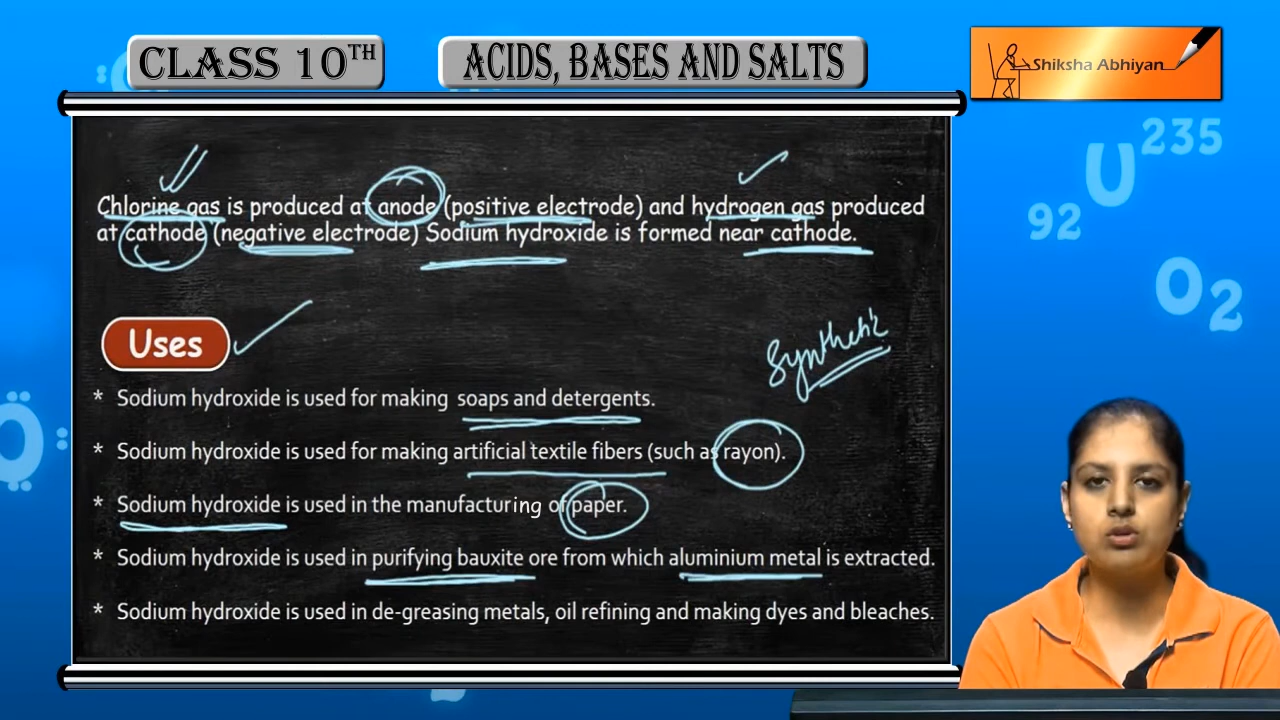 CLASS 10TH
ACIDS, BASES AND SALTS
Shiksha Abhiyan
U 235
92
O2
Chlorine gas is produced at anode (positive electrode) and hydrogen gas produced
at cathode (negative electrode) Sodium hydroxide is formed near cathode.
Uses
Synthetic
* Sodium hydroxide is used for making soaps and detergents.
* Sodium hydroxide is used for making artificial textile fibers (such as rayon).
* Sodium hydroxide is used in the manufacturing of paper.
* Sodium hydroxide is used in purifying bauxite ore from which aluminium metal is extracted.
* Sodium hydroxide is used in de-greasing metals, oil refining and making dyes and bleaches.